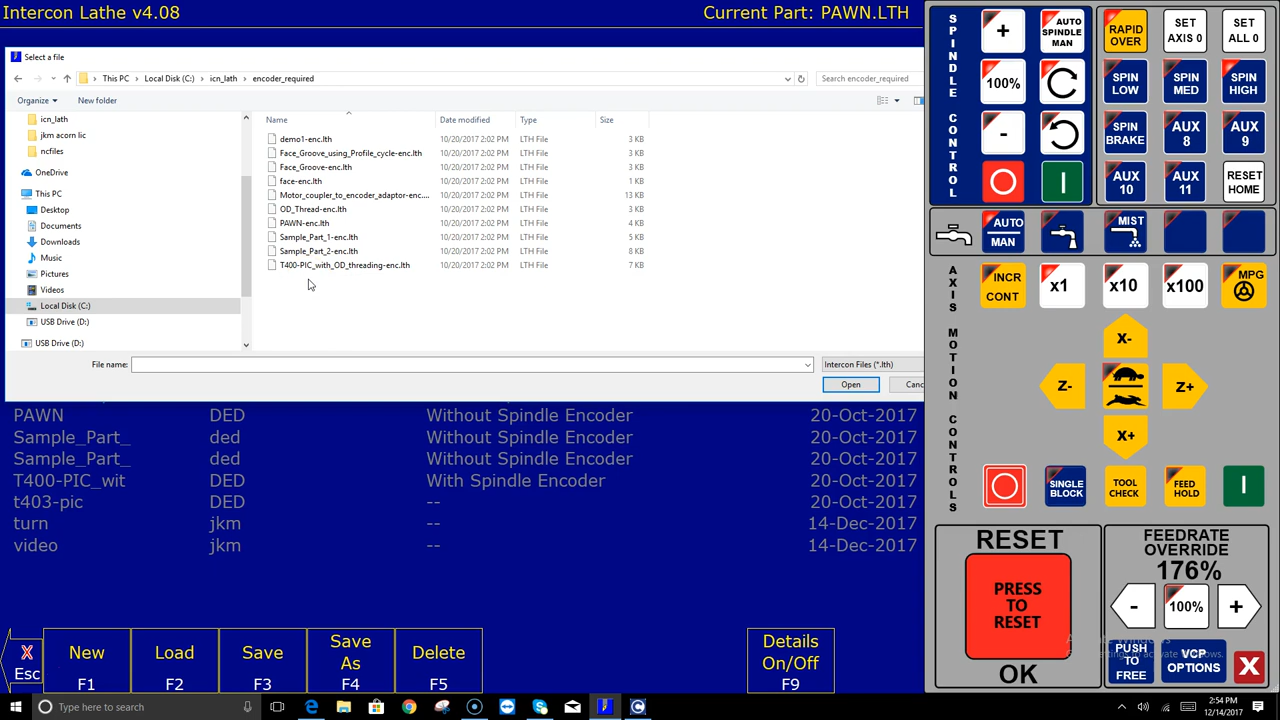 Intercon Lathe v4.08
Current Part: PAWN.LTH
Select a file
This PC > Local Disk (C:) > icn_lath > encoder_required
Search encoder_required
Organize
New folder
icn_lath
jkm acorn lic
ncfiles
OneDrive
This PC
Desktop
Documents
Downloads
Music
Pictures
Videos
Local Disk (C:)
USB Drive (D:)
USB Drive (D:)
Name Date modified Type Size
demo1-enc.lth 10/20/2017 2:02 PM LTH File 3 KB
Face_Groove_using_Profile_cycle-enc.lth 10/20/2017 2:02 PM LTH File 3 KB
Face_Groove-enc.lth 10/20/2017 2:02 PM LTH File 3 KB
face-enc.lth 10/20/2017 2:02 PM LTH File 1 KB
Motor_coupler_to_encoder_adaptor-enc.... 10/20/2017 2:02 PM LTH File 13 KB
OD_Thread-enc.lth 10/20/2017 2:02 PM LTH File 3 KB
PAWN-enc.lth 10/20/2017 2:02 PM LTH File 4 KB
Sample_Part_1-enc.lth 10/20/2017 2:02 PM LTH File 5 KB
Sample_Part_2-enc.lth 10/20/2017 2:02 PM LTH File 8 KB
T400-PIC_with_OD_threading-enc.lth 10/20/2017 2:02 PM LTH File 7 KB
File name:
Intercon Files (*.lth)
Open
Canc
PAWN DED Without Spindle Encoder 20-Oct-2017
Sample_Part_ ded Without Spindle Encoder 20-Oct-2017
Sample_Part_ ded Without Spindle Encoder 20-Oct-2017
T400-PIC_wit DED With Spindle Encoder 20-Oct-2017
t403-pic DED -- 20-Oct-2017
turn jkm -- 14-Dec-2017
video jkm -- 14-Dec-2017
X
Esc
New
F1
Load
F2
Save
F3
Save
As
F4
Delete
F5
Details
On/Off
F9
SPINDLE CONTROL
+
AUTO
SPINDLE
MAN
100%
-
RAPID
OVER
SET
AXIS 0
SET
ALL 0
SPIN
LOW
SPIN
MED
SPIN
HIGH
SPIN
BRAKE
AUX
8
AUX
9
AUX
10
AUX
11
RESET
HOME
AUTO
MAN
MIST
AXIS MOTION CONTROLS
INCR
CONT
x1
x10
x100
MPG
X-
Z-
Z+
X+
SINGLE
BLOCK
TOOL
CHECK
FEED
HOLD
RESET
PRESS
TO
RESET
OK
FEEDRATE
OVERRIDE
176%
-
100%
+
PUSH
TO
FREE
VCP
OPTIONS
X
Type here to search
2:54 PM
12/14/2017